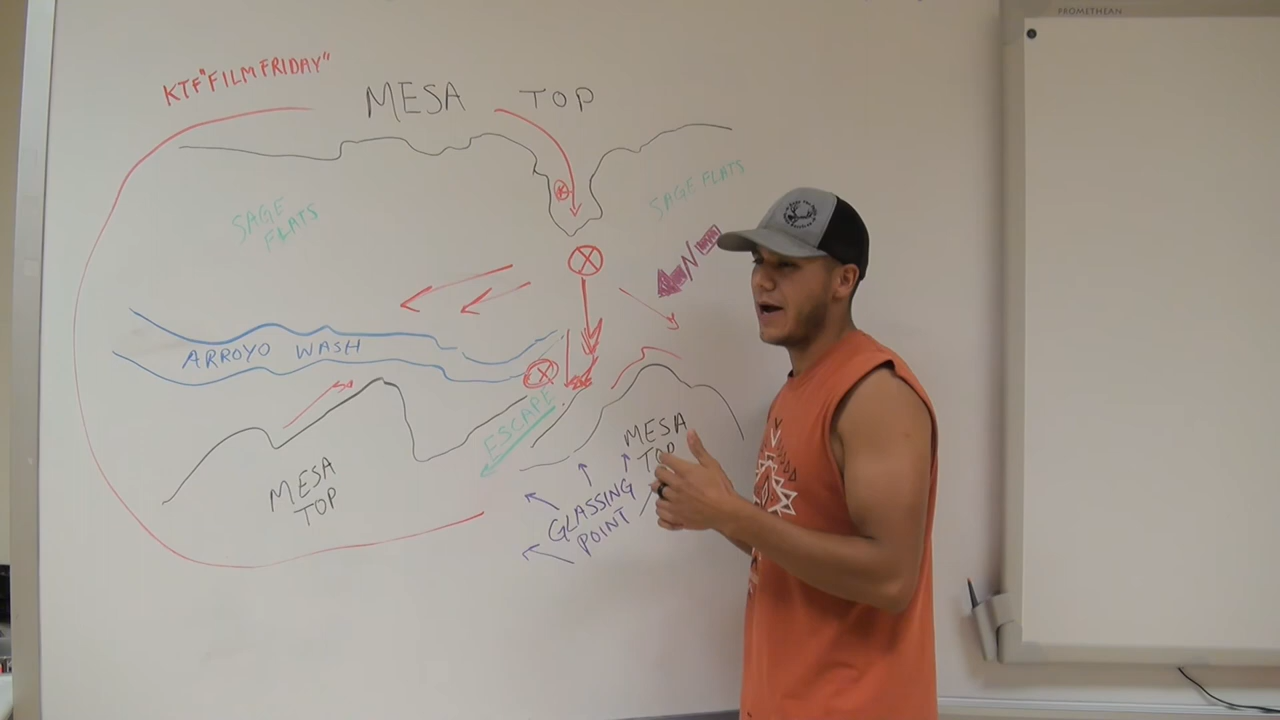 PROMETHEAN
KTF "FILM FRIDAY"
MESA TOP
SAGE
FLATS
SAGE FLATS
N
ARROYO WASH
ESCAPE
MESA
TOP
MESA
TOP
GLASSING
POINT